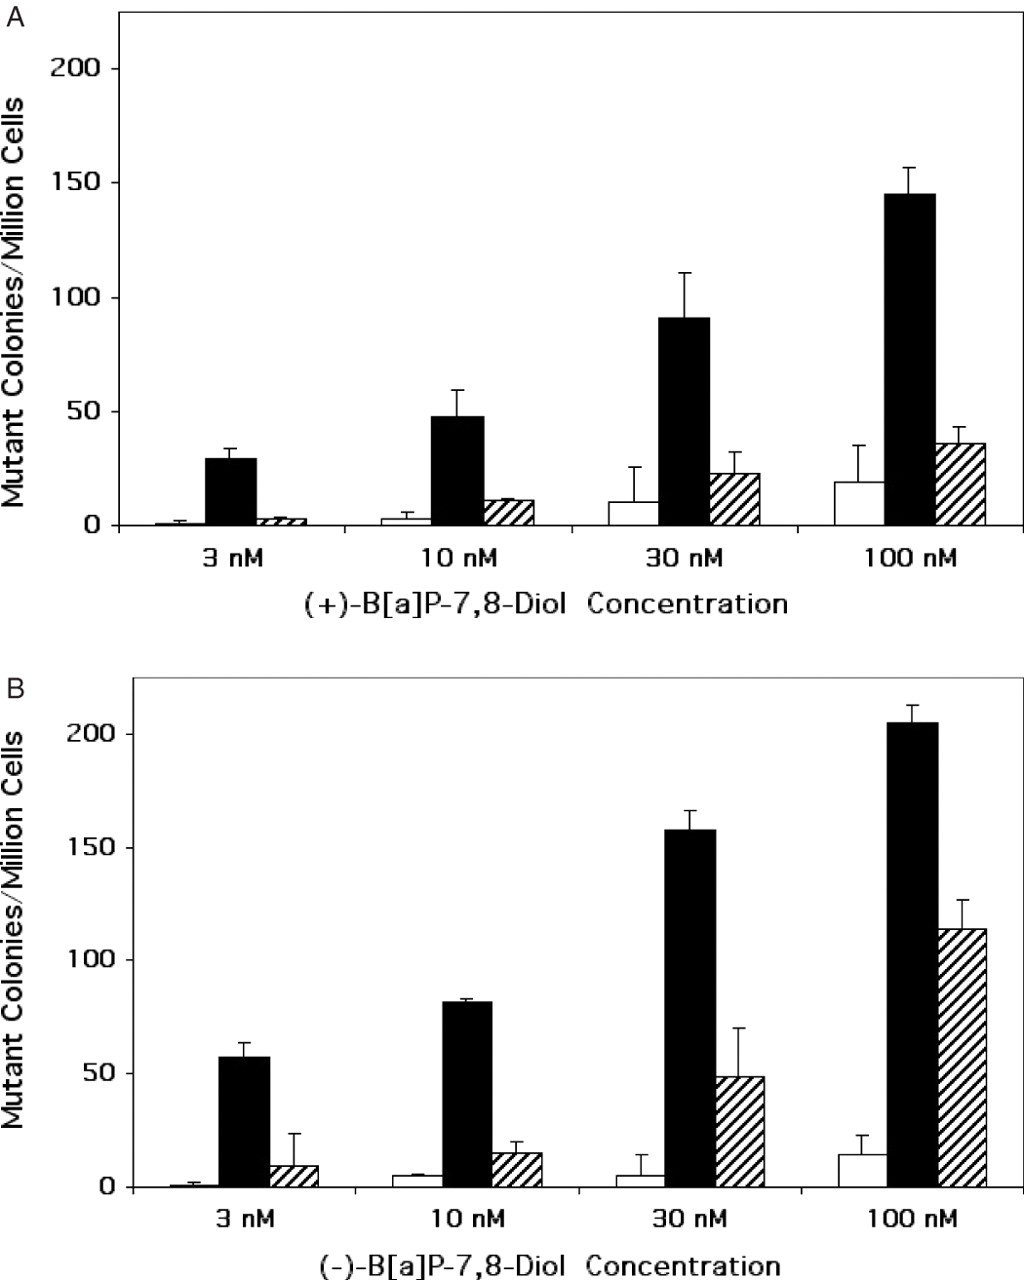 A
Mutant Colonies/Million Cells
200
150
100
50
0
3 nM 10 nM 30 nM 100 nM
(+)-B[a]P-7,8-Diol Concentration
B
Mutant Colonies/Million Cells
200
150
100
50
0
3 nM 10 nM 30 nM 100 nM
(-)-B[a]P-7,8-Diol Concentration